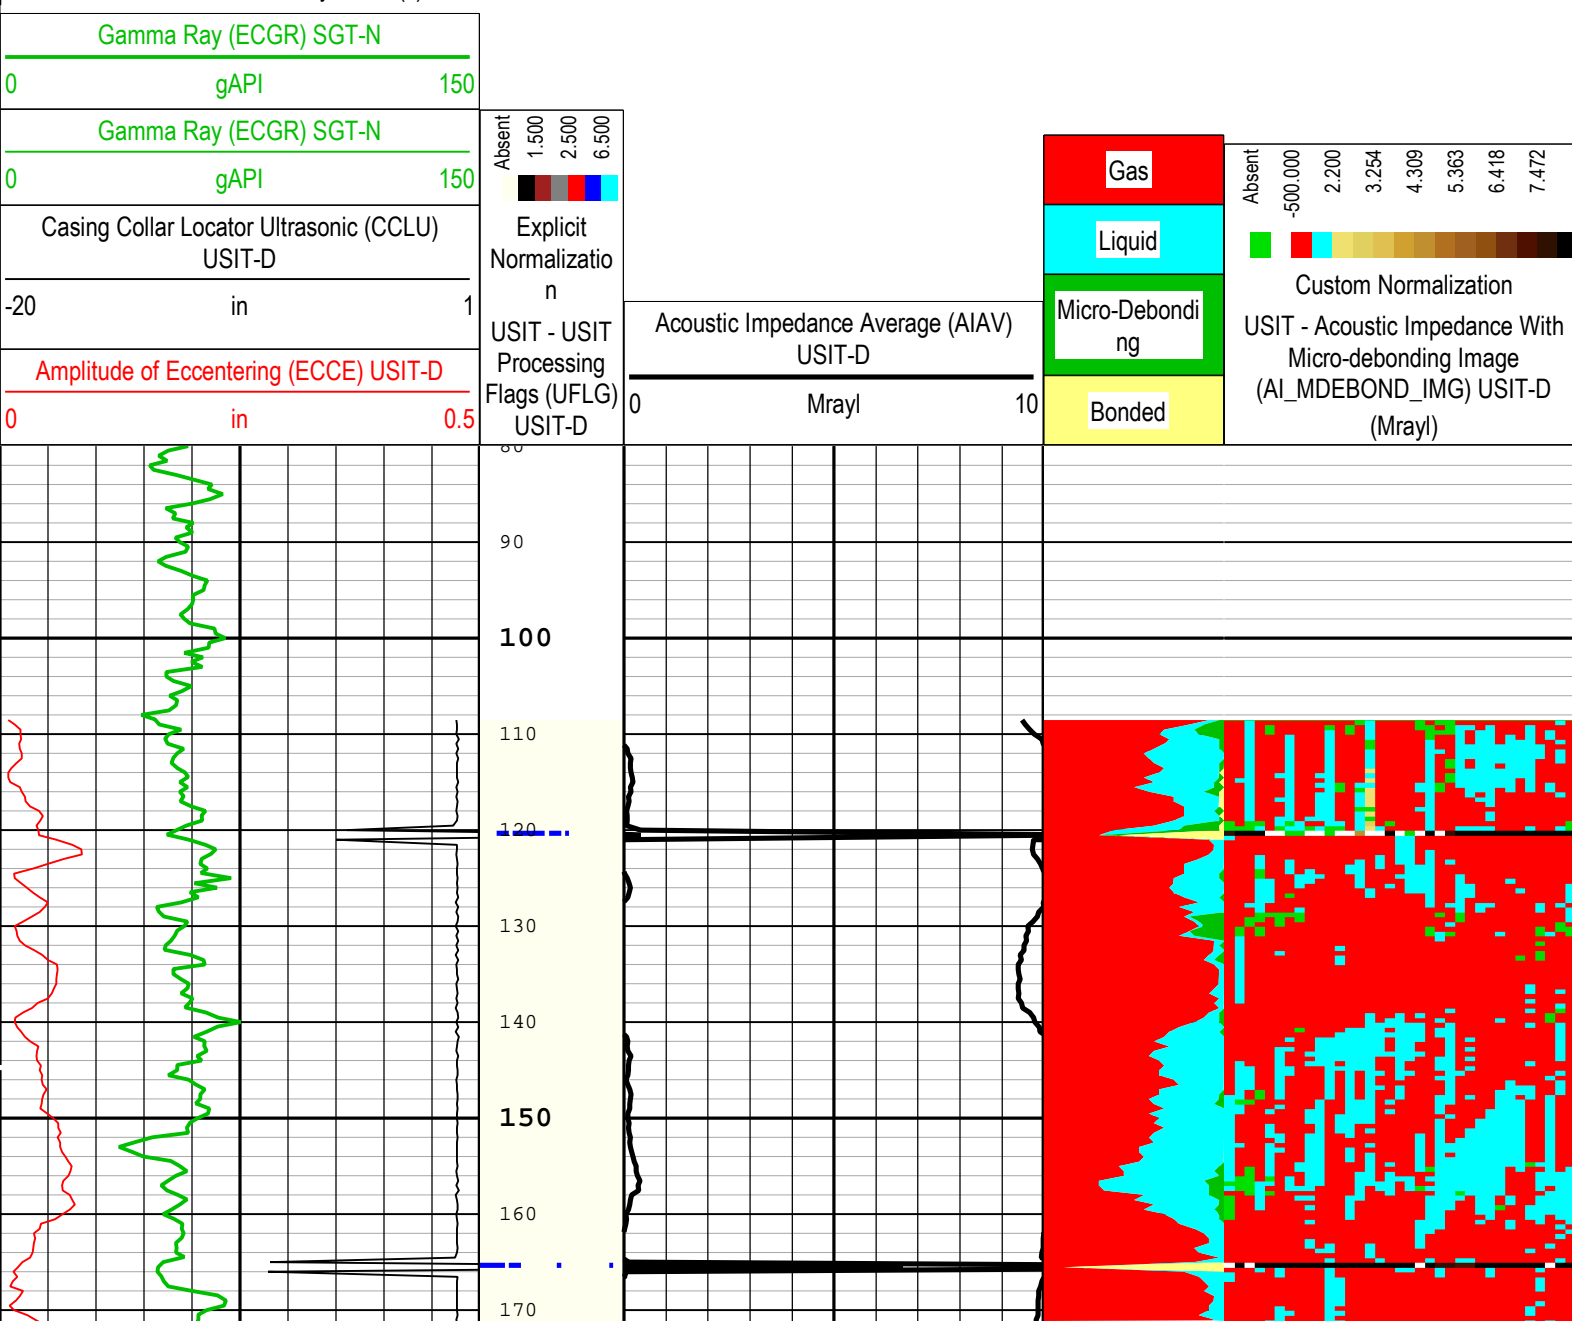 Gamma Ray (ECGR) SGT-N
0 gAPI 150
Gamma Ray (ECGR) SGT-N
0 gAPI 150
Casing Collar Locator Ultrasonic (CCLU)
USIT-D
-20 in 1
Amplitude of Eccentering (ECCE) USIT-D
0 in 0.5
Absent
1.500
2.500
6.500
Explicit
Normalizatio
n
USIT - USIT
Processing
Flags (UFLG)
USIT-D
Acoustic Impedance Average (AIAV)
USIT-D
0 Mrayl 10
Gas
Liquid
Micro-Debondi
ng
Bonded
Absent
-500.000
2.200
3.254
4.309
5.363
6.418
7.472
Custom Normalization
USIT - Acoustic Impedance With
Micro-debonding Image
(AI_MDEBOND_IMG) USIT-D
(Mrayl)
90
100
110
120
130
140
150
160
170